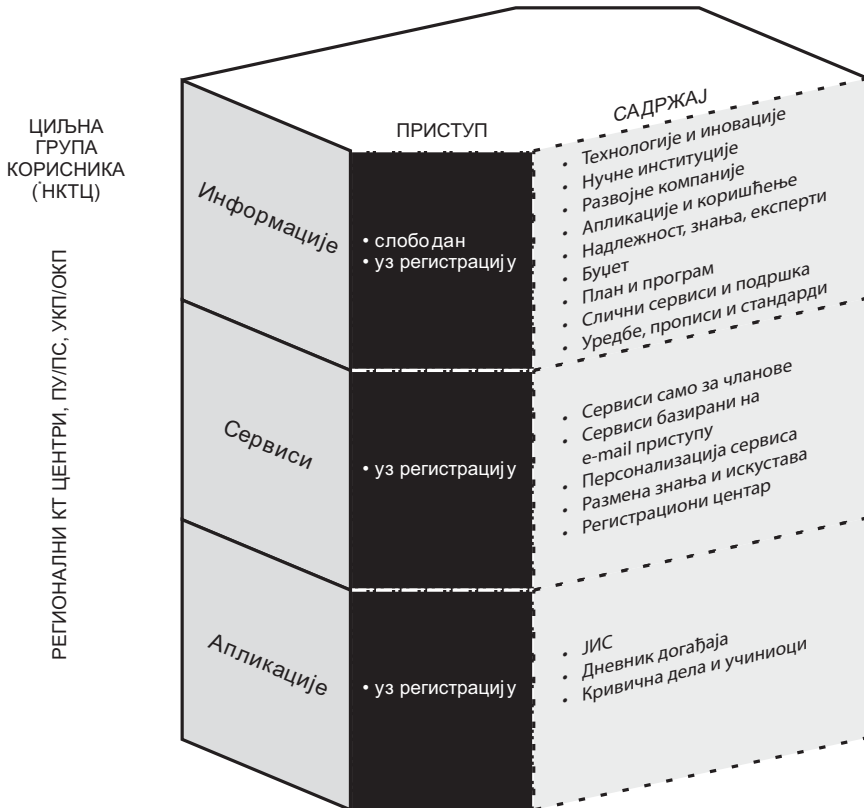 ЦИЉНА
ГРУПА
КОРИСНИКА
(ˈНКТЦ)
РЕГИОНАЛНИ КТ ЦЕНТРИ, ПУ/ПС, УКП/ОКП
ПРИСТУП
САДРЖАЈ
Информације
• слободан
• уз регистрацију
• Технологије и иновације
• Нучне институције
• Развојне компаније
• Апликације и коришћење
• Надлежност, знања, експерти
• Буџет
• План и програм
• Слични сервиси и подршка
• Уредбе, прописи и стандарди
Сервиси
• уз регистрацију
• Сервиси само за чланове
• Сервиси базирани на
e-mail приступу
• Персонализација сервиса
• Размена знања и искустава
• Регистрациони центар
Апликације
• уз регистрацију
• ЈИС
• Дневник догађаја
• Кривична дела и учиниоци